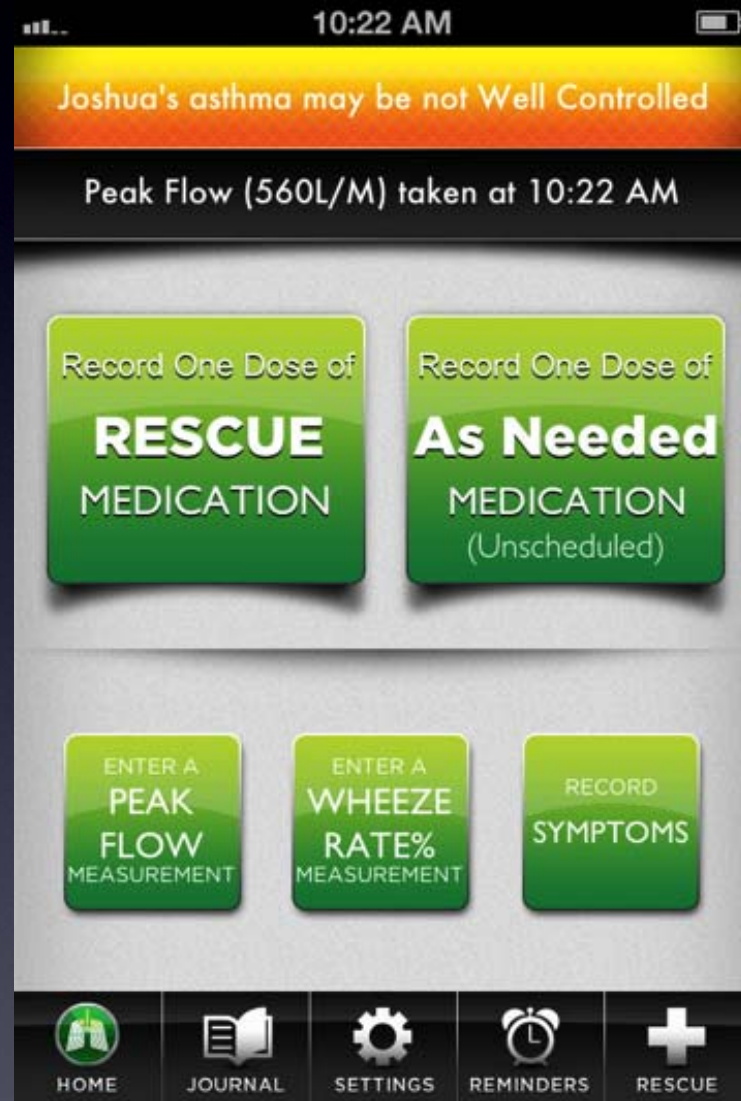 10:22 AM
Joshua's asthma may be not Well Controlled
Peak Flow (560L/M) taken at 10:22 AM
Record One Dose of
RESCUE
MEDICATION
Record One Dose of
As Needed
MEDICATION
(Unscheduled)
ENTER A
PEAK
FLOW
MEASUREMENT
ENTER A
WHEEZE
RATE%
MEASUREMENT
RECORD
SYMPTOMS
HOME
JOURNAL
SETTINGS
REMINDERS
RESCUE